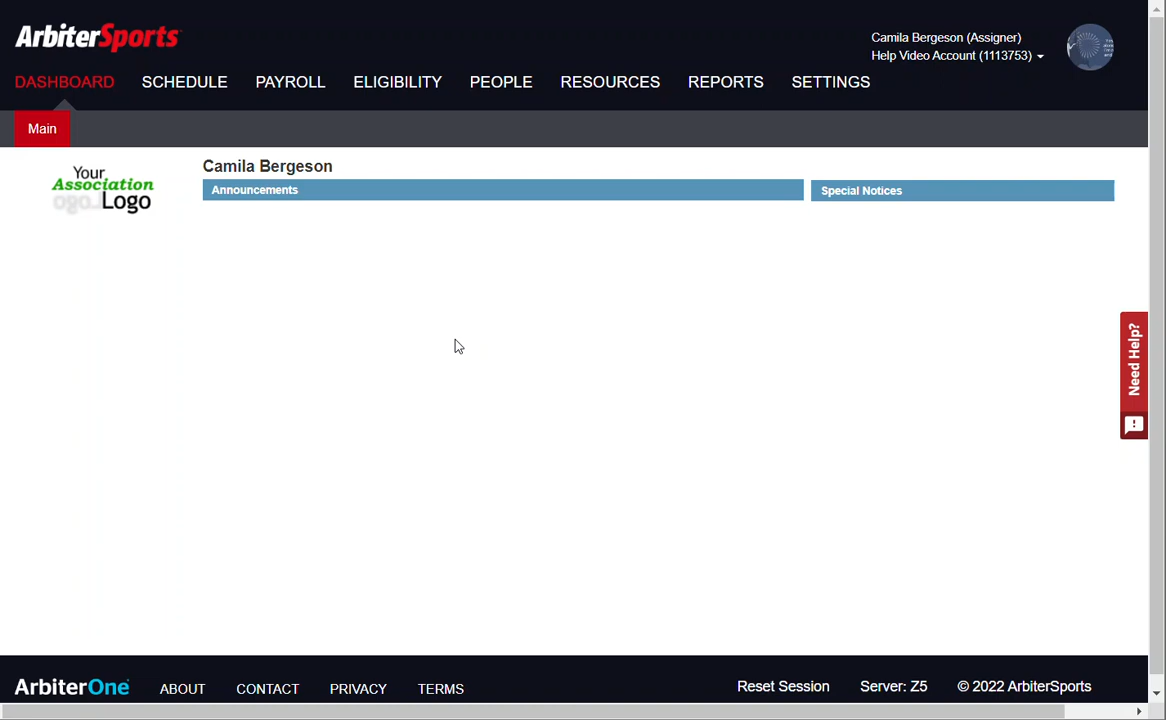 ArbiterSports
Camila Bergeson (Assigner)
Help Video Account (1113753)
DASHBOARD SCHEDULE PAYROLL ELIGIBILITY PEOPLE RESOURCES REPORTS SETTINGS
Main
Your
Association
ogo Logo
Camila Bergeson
Announcements
Special Notices
Need Help?
ArbiterOne ABOUT CONTACT PRIVACY TERMS Reset Session Server: Z5 © 2022 ArbiterSports